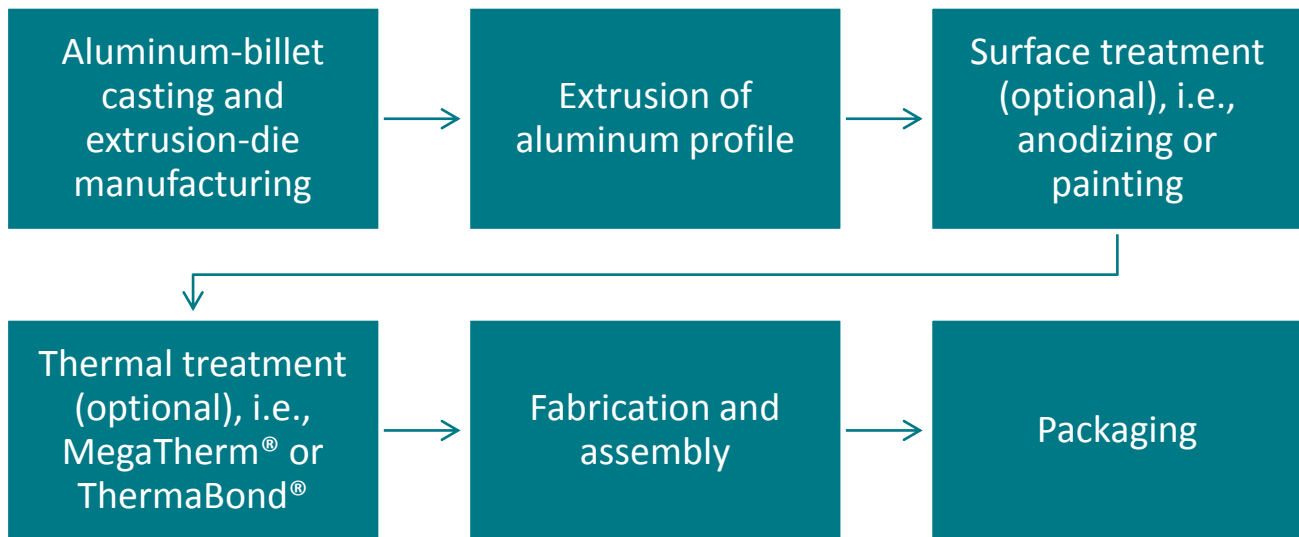 Aluminum-billet
casting and
extrusion-die
manufacturing
Extrusion of
aluminum profile
Surface treatment
(optional), i.e.,
anodizing or
painting
Thermal treatment
(optional), i.e.,
MegaTherm® or
ThermaBond®
Fabrication and
assembly
Packaging